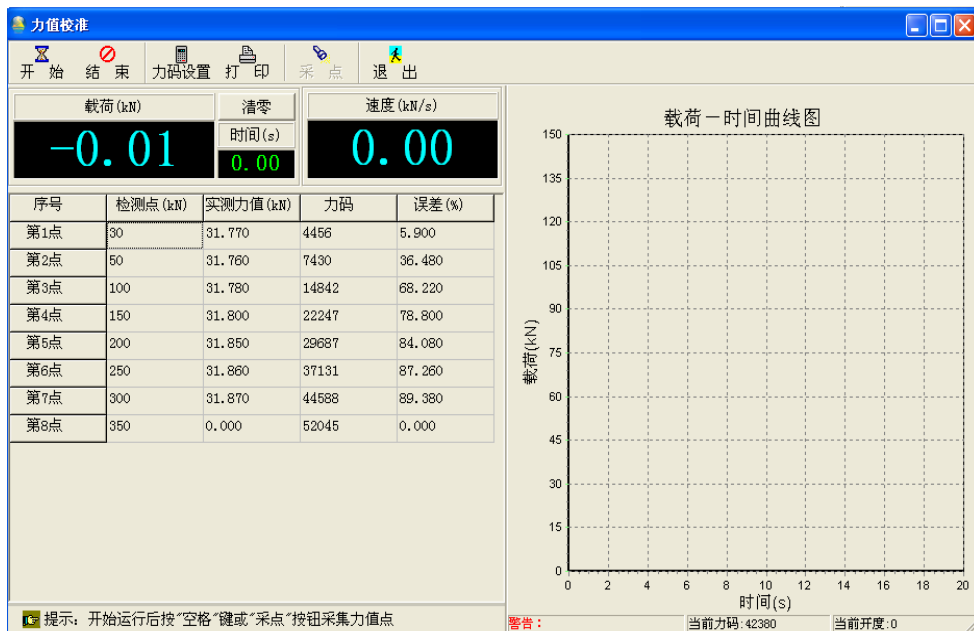 力值校准
开 始 结 束 力码设置 打 印 采 点 退 出
载荷(kN) 清零 速度(kN/s)
-0.01 时间(s) 0.00
0.00
序号 检测点(kN) 实测力值(kN) 力码 误差(%)
第1点 30 31.770 4456 5.900
第2点 50 31.760 7430 36.480
第3点 100 31.780 14842 68.220
第4点 150 31.800 22247 78.800
第5点 200 31.850 29687 84.080
第6点 250 31.860 37131 87.260
第7点 300 31.870 44588 89.380
第8点 350 0.000 52045 0.000
提示: 开始运行后按"空格"键或"采点"按钮采集力值点
载荷－时间曲线图
150
135
120
105
90
75
60
45
30
15
0
载荷(kN)
0 2 4 6 8 10 12 14 16 18 20
时间(s)
警告: 当前力码:42380 当前开度:0